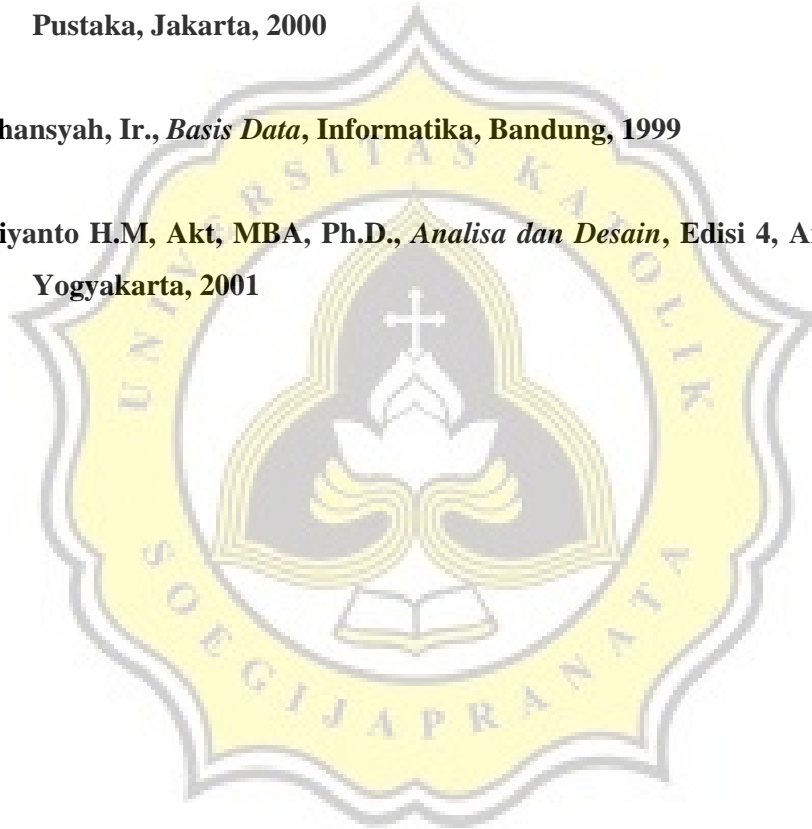 Pustaka, Jakarta, 2000
hansyah, Ir., Basis Data, Informatika, Bandung, 1999
iyanto H.M, Akt, MBA, Ph.D., Analisa dan Desain, Edisi 4, A
Yogyakarta, 2001
UNIVERSITAS KATOLIK
SOEGIJAPRANATA